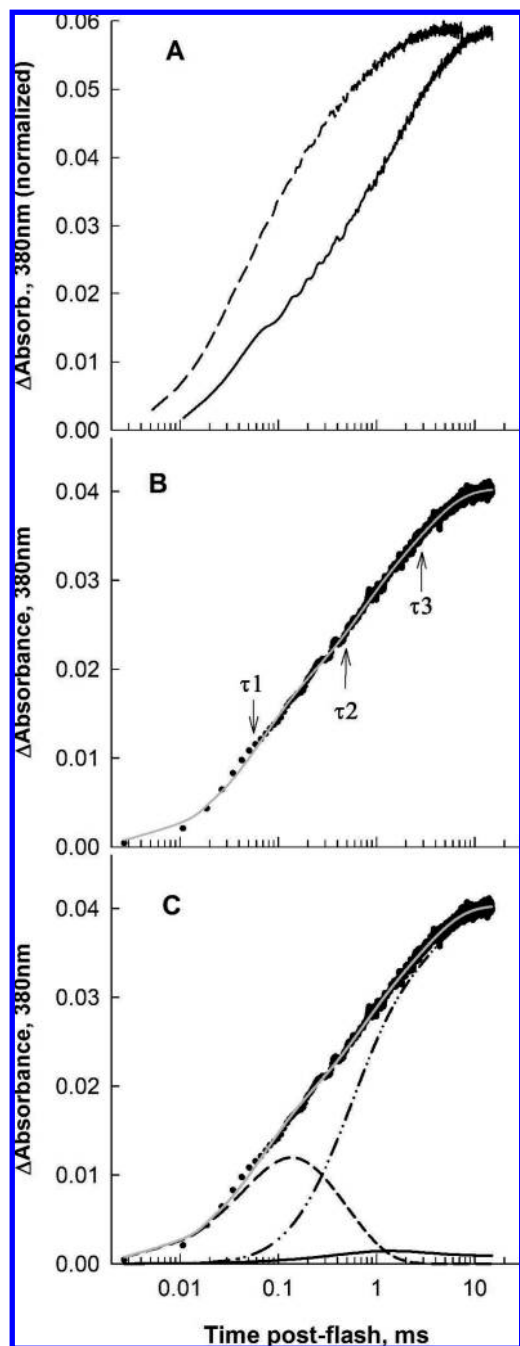 A
ΔAbsorb., 380nm (normalized)
0.06
0.05
0.04
0.03
0.02
0.01
0.00
B
ΔAbsorbance, 380nm
0.04
0.03
0.02
0.01
0.00
τ1
τ2
τ3
C
ΔAbsorbance, 380nm
0.04
0.03
0.02
0.01
0.00
0.01 0.1 1 10
Time post-flash, ms